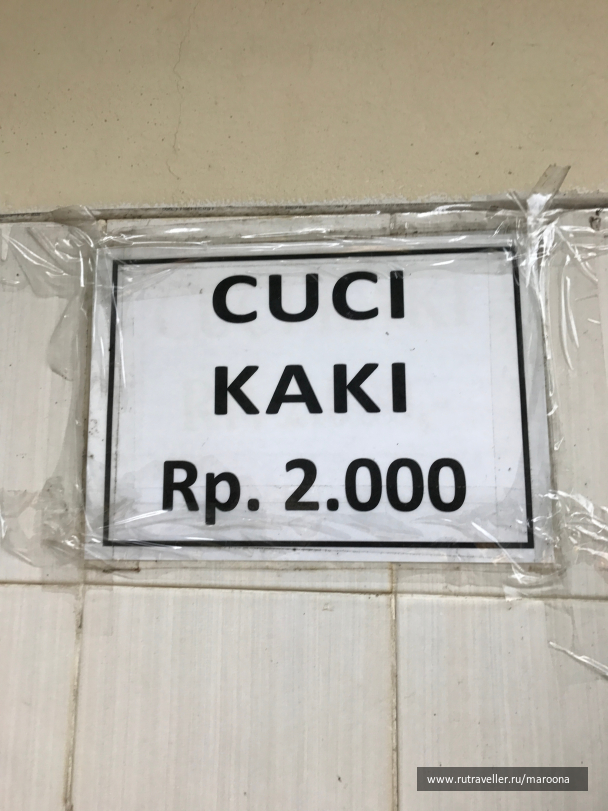 CUCI
KAKI
Rp. 2.000
www.rutraveller.ru/maroona